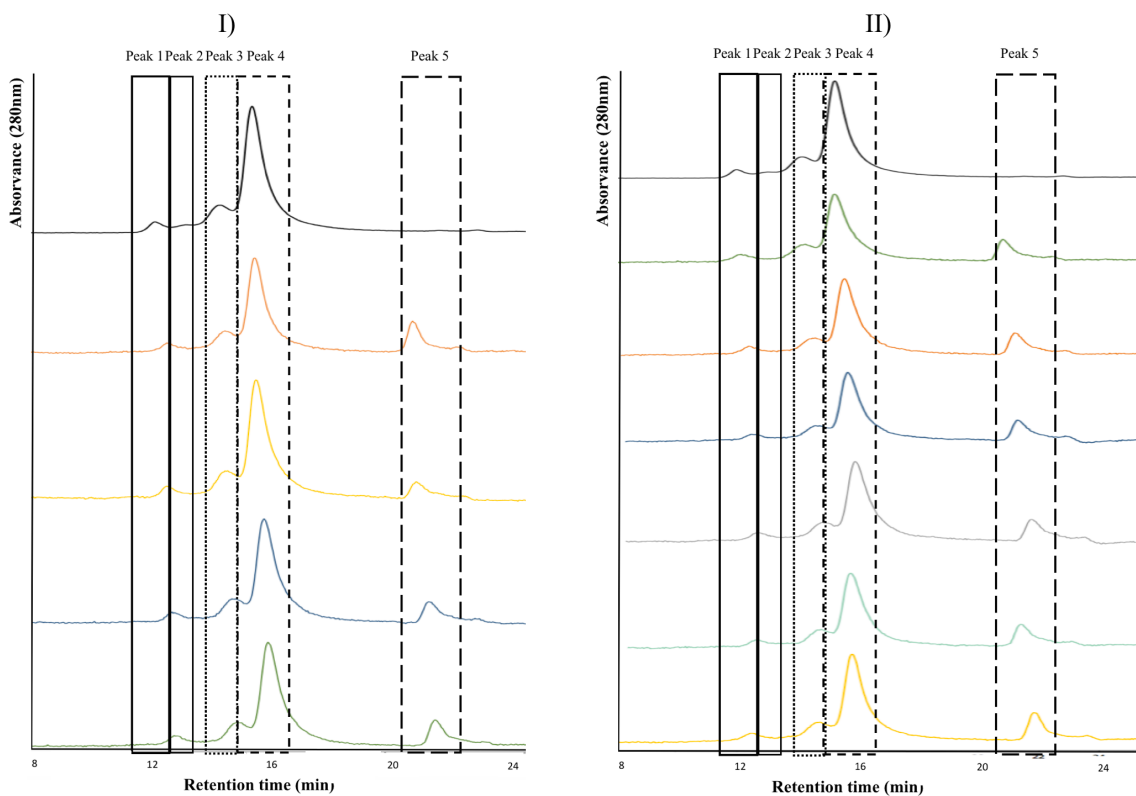 I)
Peak 1 Peak 2 Peak 3 Peak 4 Peak 5
Absorvance (280nm)
8 12 16 20 24
Retention time (min)
II)
Peak 1 Peak 2 Peak 3 Peak 4 Peak 5
Absorvance (280nm)
8 12 16 20 22 24
Retention time (min)